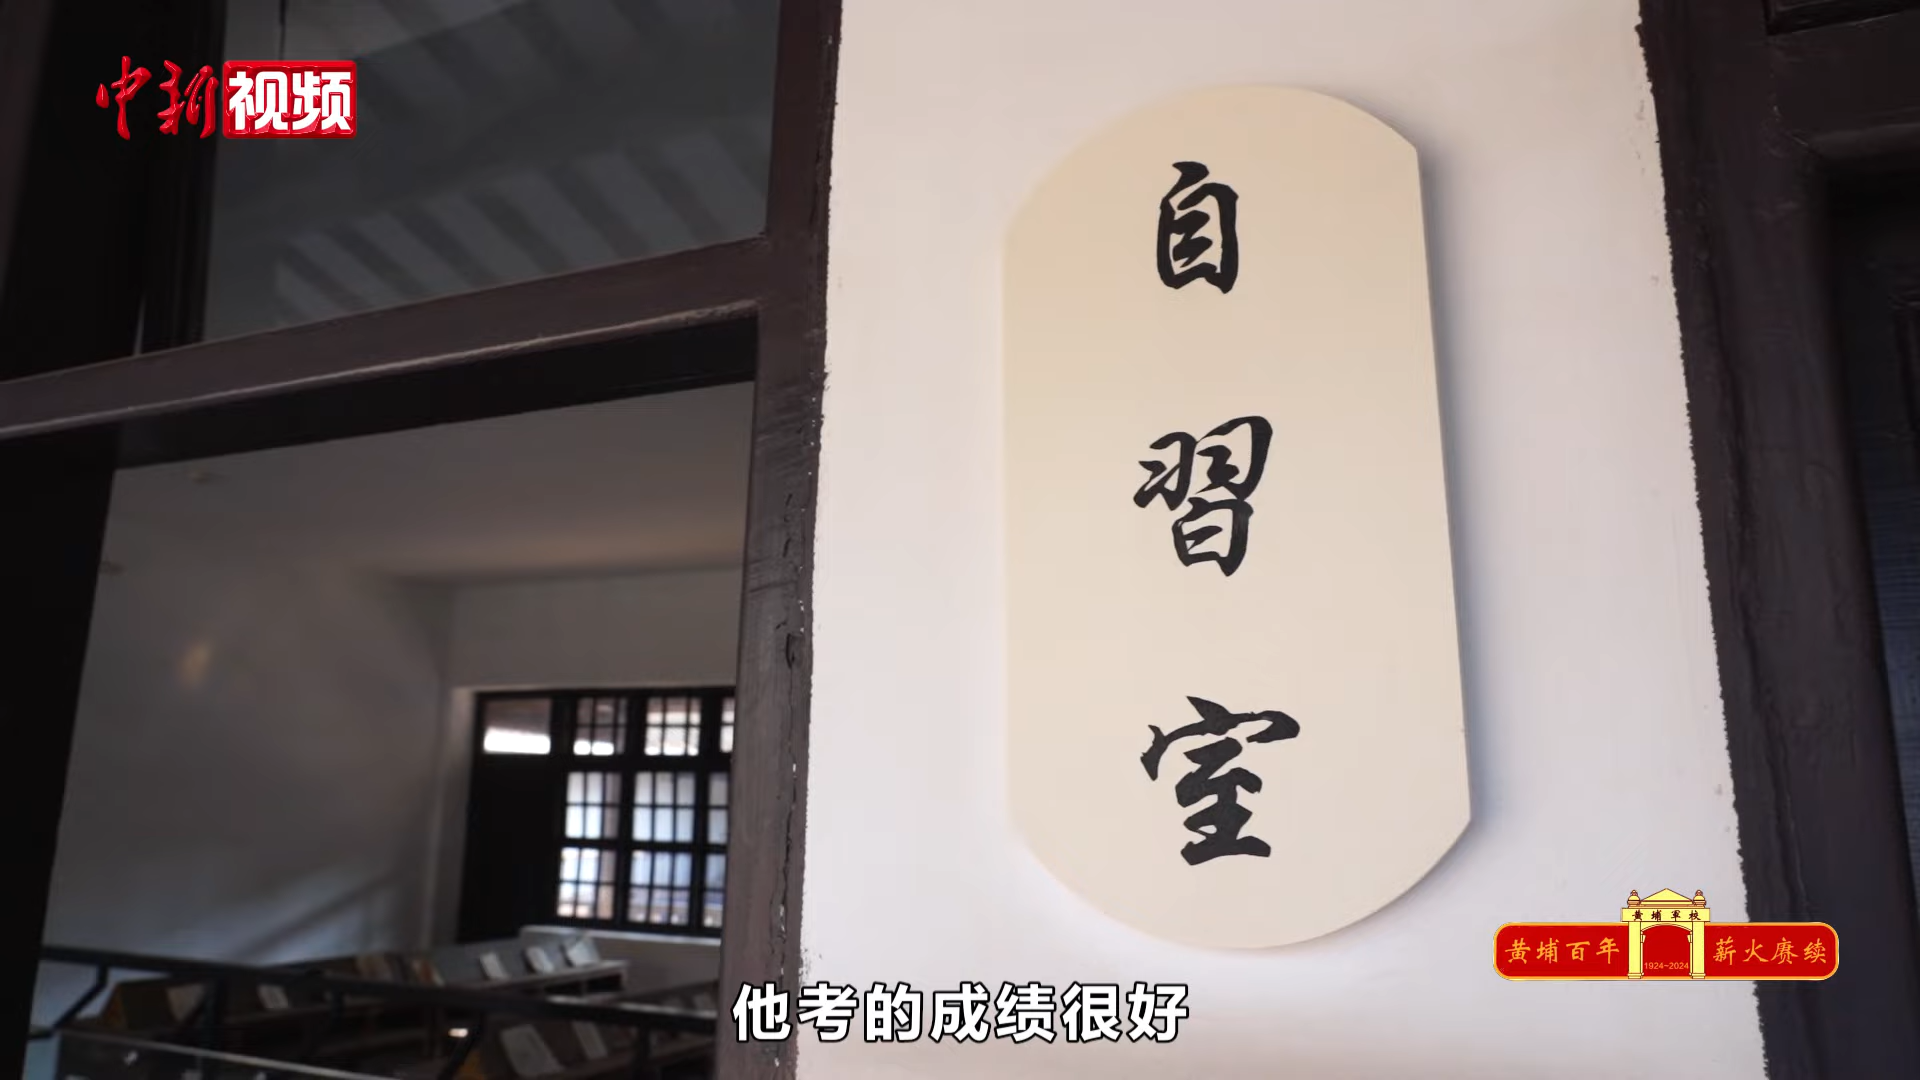 中新视频
自習室
黄埔军校
黄埔百年
1924~2024
薪火赓续
他考的成绩很好